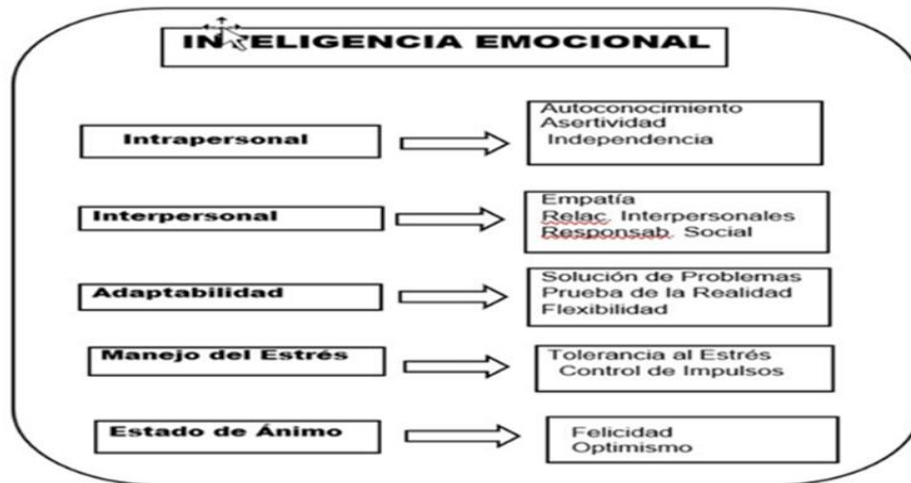 INTELIGENCIA EMOCIONAL
Intrapersonal
Autoconocimiento
Asertividad
Independencia
Interpersonal
Empatía
Relac. Interpersonales
Responsab. Social
Adaptabilidad
Solución de Problemas
Prueba de la Realidad
Flexibilidad
Manejo del Estrés
Tolerancia al Estrés
Control de Impulsos
Estado de Ánimo
Felicidad
Optimismo